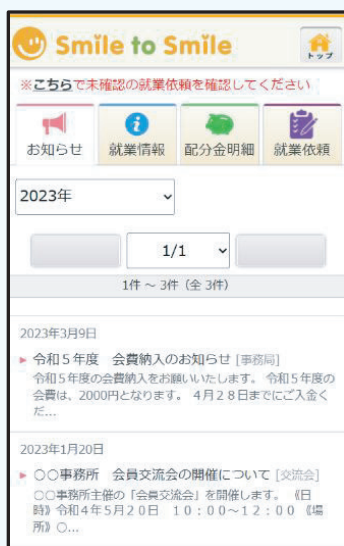 Smile to Smile
トップ
※こちらで未確認の就業依頼を確認してください
お知らせ 就業情報 配分金明細 就業依頼
2023年
1/1
1件 ～ 3件 (全 3件)
2023年3月9日
▶ 令和５年度　会費納入のお知らせ [事務局]
令和５年度の会費納入をお願いいたします。 令和５年度の
会費は、2000円となります。 ４月２８日までにご入金く
だ...
2023年1月20日
▶ 〇〇事務所　会員交流会の開催について [交流会]
〇〇事務所主催の「会員交流会」を開催します。 《日
時》令和４年５月２０日　１０：００～１２：００ 《場
所》〇...